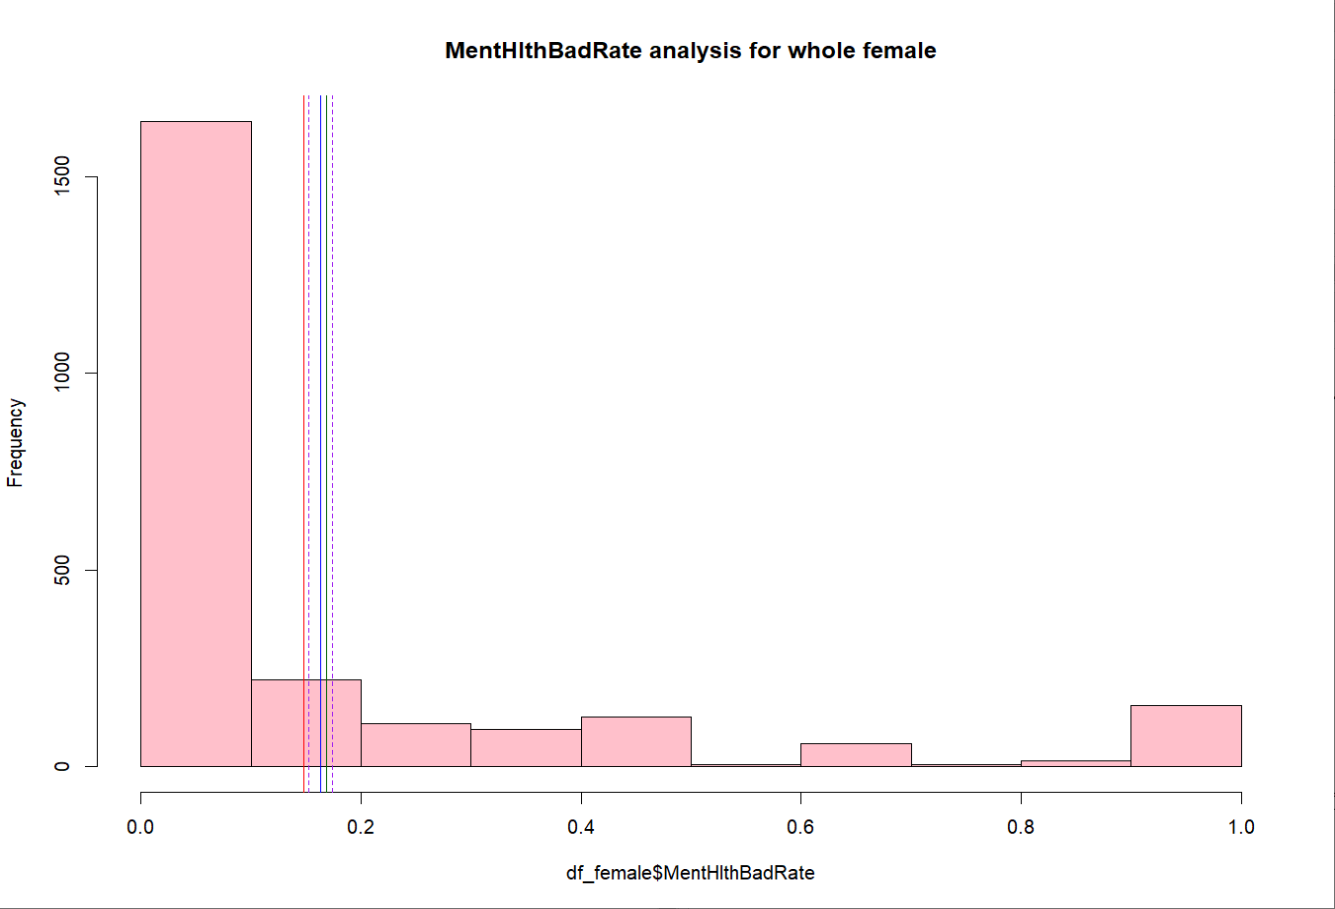 MentHlthBadRate analysis for whole female
Frequency
1500
1000
500
0
0.0 0.2 0.4 0.6 0.8 1.0
df_female$MentHlthBadRate